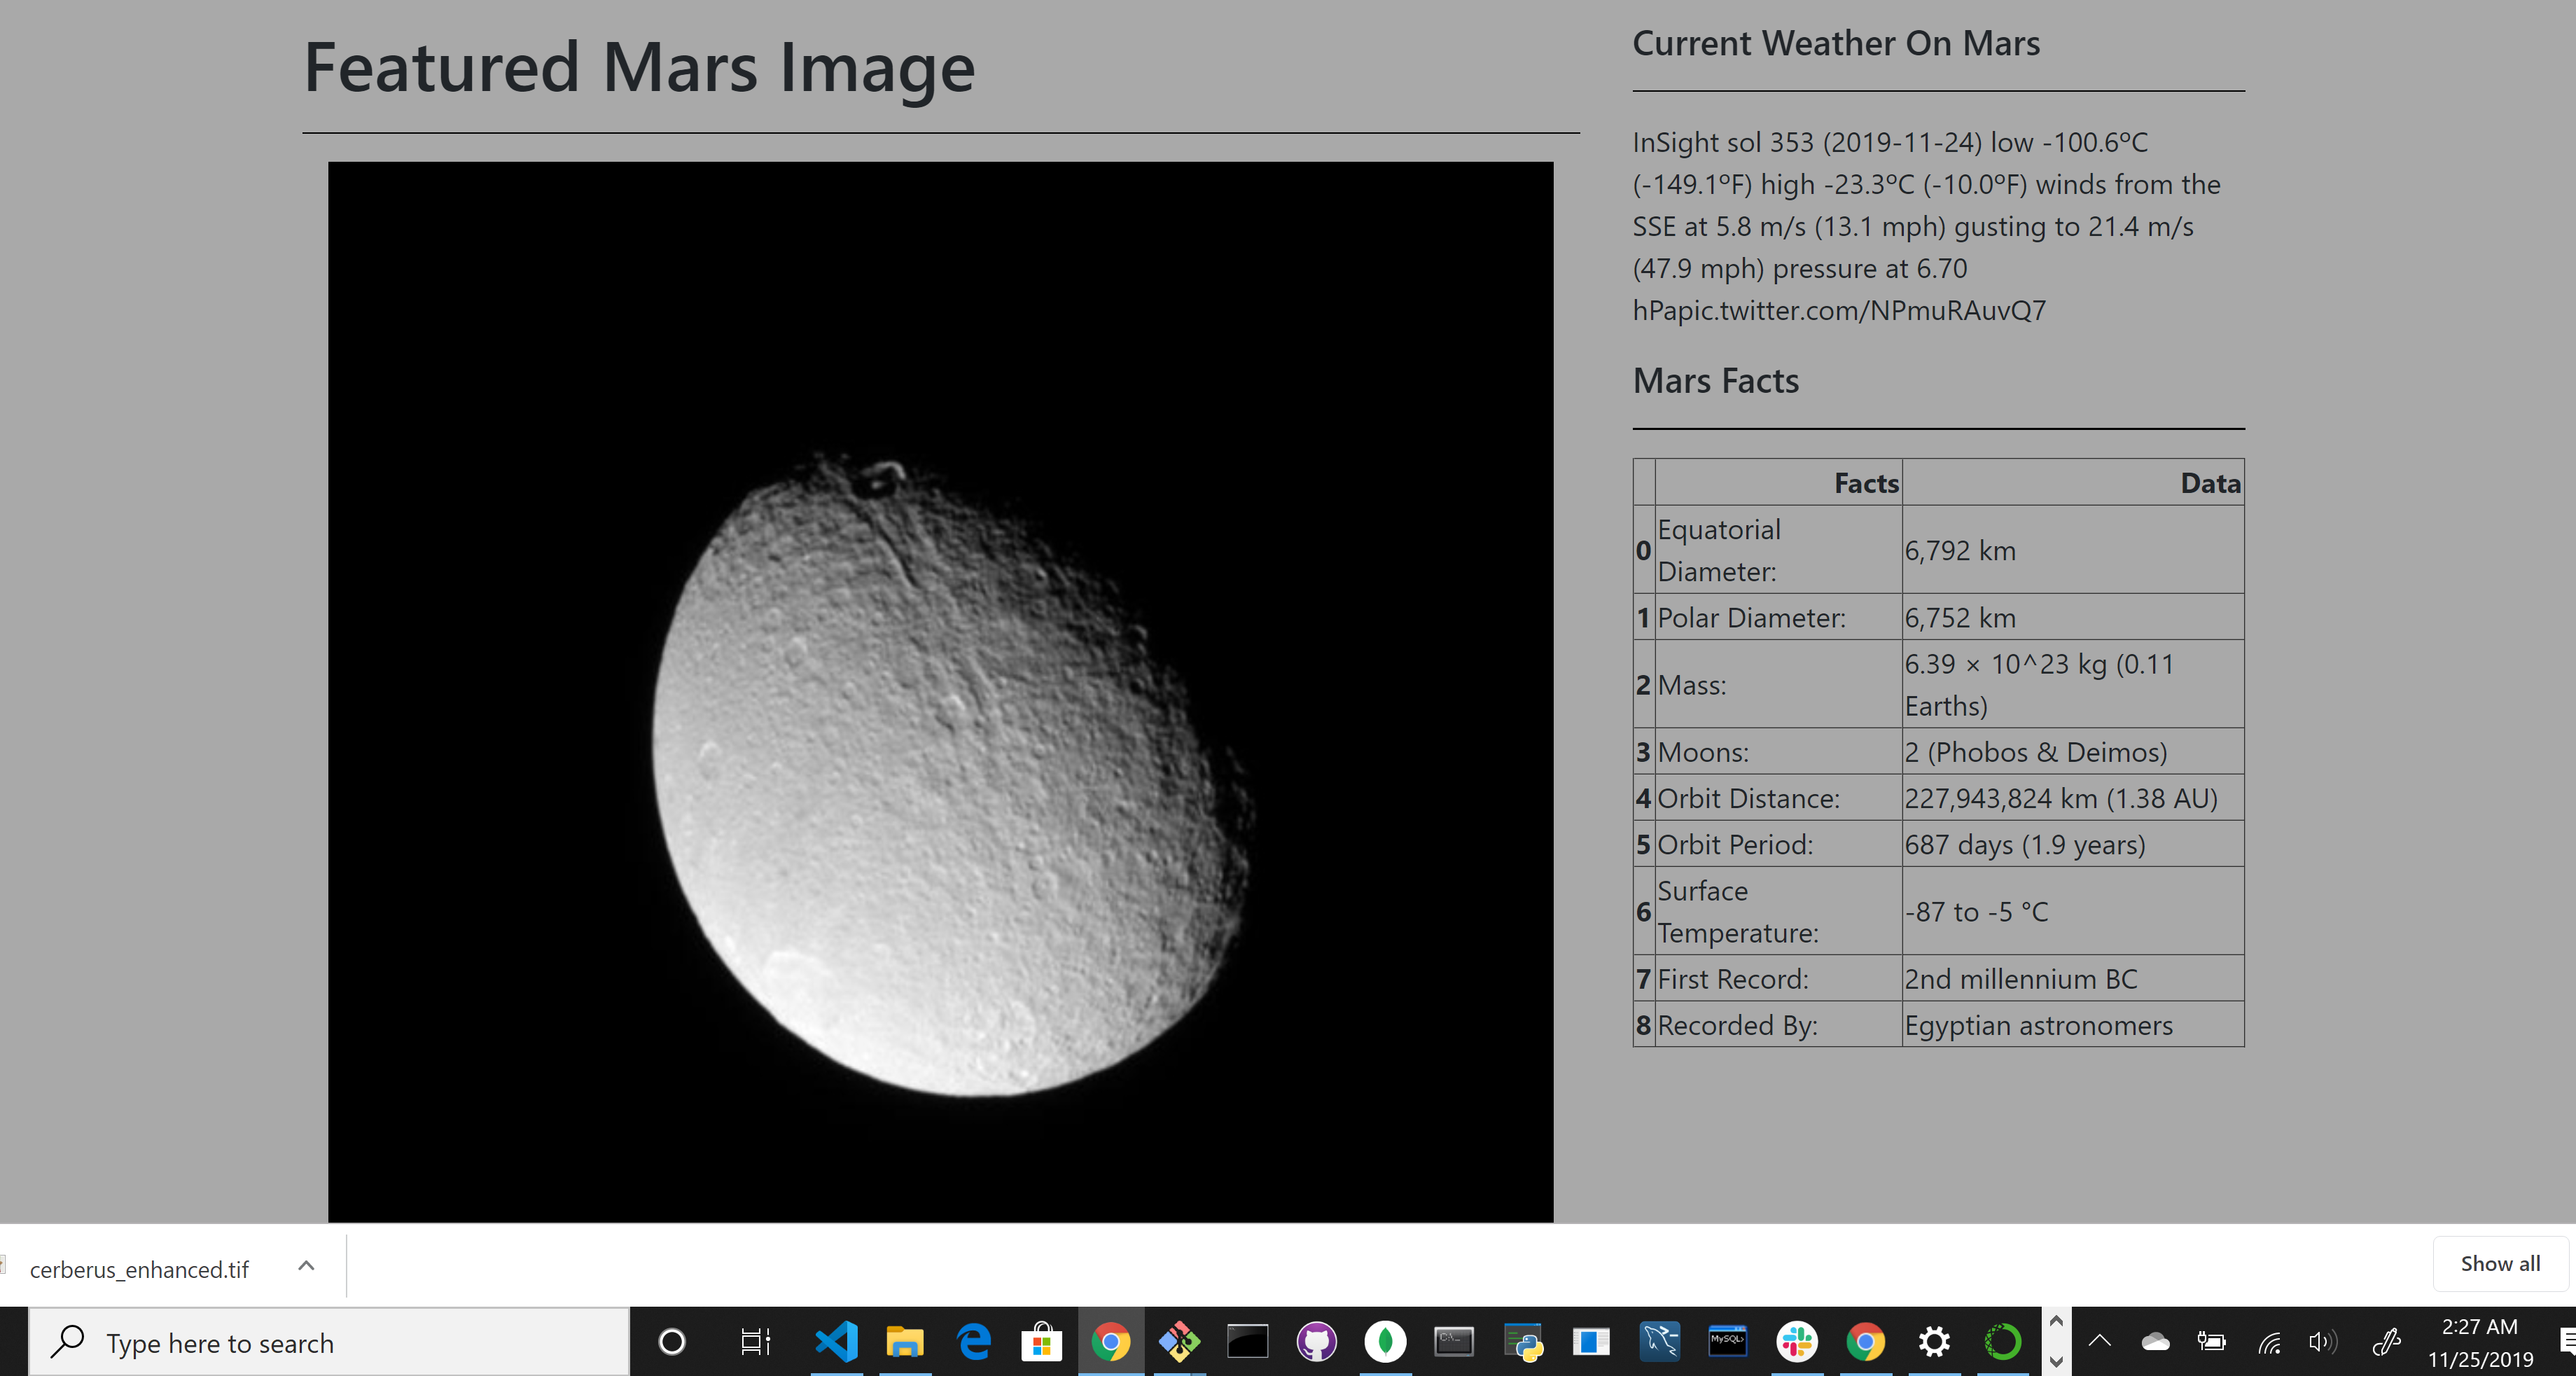 Featured Mars Image
Current Weather On Mars
InSight sol 353 (2019-11-24) low -100.6ºC
(-149.1ºF) high -23.3ºC (-10.0ºF) winds from the
SSE at 5.8 m/s (13.1 mph) gusting to 21.4 m/s
(47.9 mph) pressure at 6.70
hPapic.twitter.com/NPmuRAuvQ7
Mars Facts
Facts Data
0 Equatorial Diameter: 6,792 km
1 Polar Diameter: 6,752 km
2 Mass: 6.39 × 10^23 kg (0.11 Earths)
3 Moons: 2 (Phobos & Deimos)
4 Orbit Distance: 227,943,824 km (1.38 AU)
5 Orbit Period: 687 days (1.9 years)
6 Surface Temperature: -87 to -5 °C
7 First Record: 2nd millennium BC
8 Recorded By: Egyptian astronomers
cerberus_enhanced.tif
Show all
Type here to search
C:\_
MySQL>
2:27 AM
11/25/2019